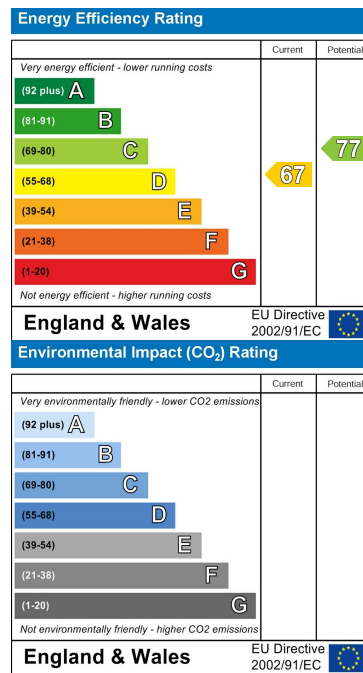 Energy Efficiency Rating
Current Potential
Very energy efficient - lower running costs
(92 plus) A
(81-91) B
(69-80) C
(55-68) D
(39-54) E
(21-38) F
(1-20) G
67
77
Not energy efficient - higher running costs
England & Wales
EU Directive
2002/91/EC
Environmental Impact (CO₂) Rating
Current Potential
Very environmentally friendly - lower CO2 emissions
(92 plus) A
(81-91) B
(69-80) C
(55-68) D
(39-54) E
(21-38) F
(1-20) G
Not environmentally friendly - higher CO2 emissions
England & Wales
EU Directive
2002/91/EC